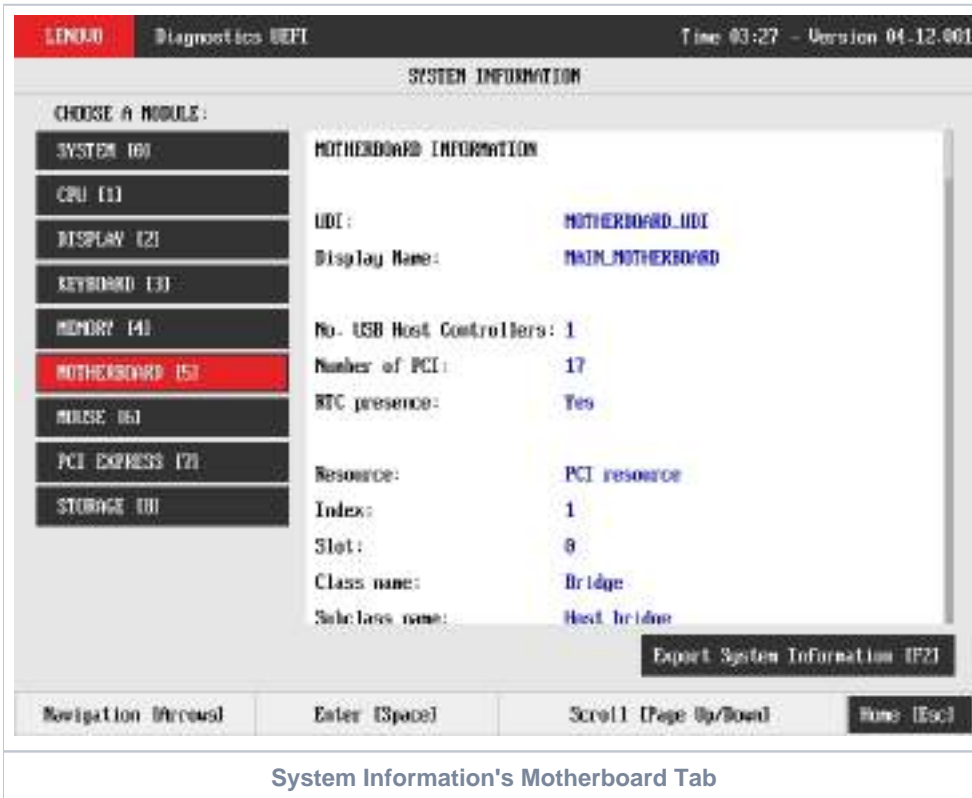 LENOVO Diagnostics UEFI Time 03:27 - Version 04.12.001
SYSTEM INFORMATION
CHOOSE A MODULE:
SYSTEM [0]
CPU [1]
DISPLAY [2]
KEYBOARD [3]
MEMORY [4]
MOTHERBOARD [5]
MOUSE [6]
PCI EXPRESS [7]
STORAGE [8]
MOTHERBOARD INFORMATION
UDI: MOTHERBOARD_UDI
Display Name: MAIN_MOTHERBOARD
No. USB Host Controllers: 1
Number of PCI: 17
RTC presence: Yes
Resource: PCI resource
Index: 1
Slot: 0
Class name: Bridge
Subclass name: Host bridge
Export System Information [F2]
Navigation [Arrows] Enter [Space] Scroll [Page Up/Down] Home [Esc]
System Information's Motherboard Tab